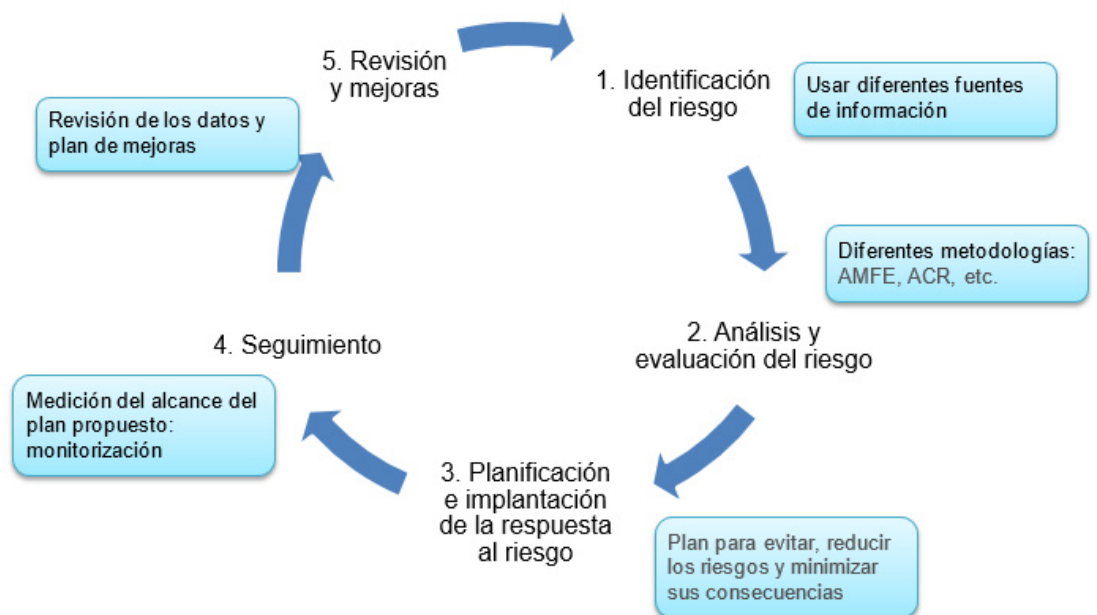 5. Revisión
y mejoras
Revisión de los datos y
plan de mejoras
1. Identificación
del riesgo
Usar diferentes fuentes
de información
Diferentes metodologías:
AMFE, ACR, etc.
2. Análisis y
evaluación del riesgo
3. Planificación
e implantación
de la respuesta
al riesgo
Plan para evitar, reducir
los riesgos y minimizar
sus consecuencias
4. Seguimiento
Medición del alcance del
plan propuesto:
monitorización